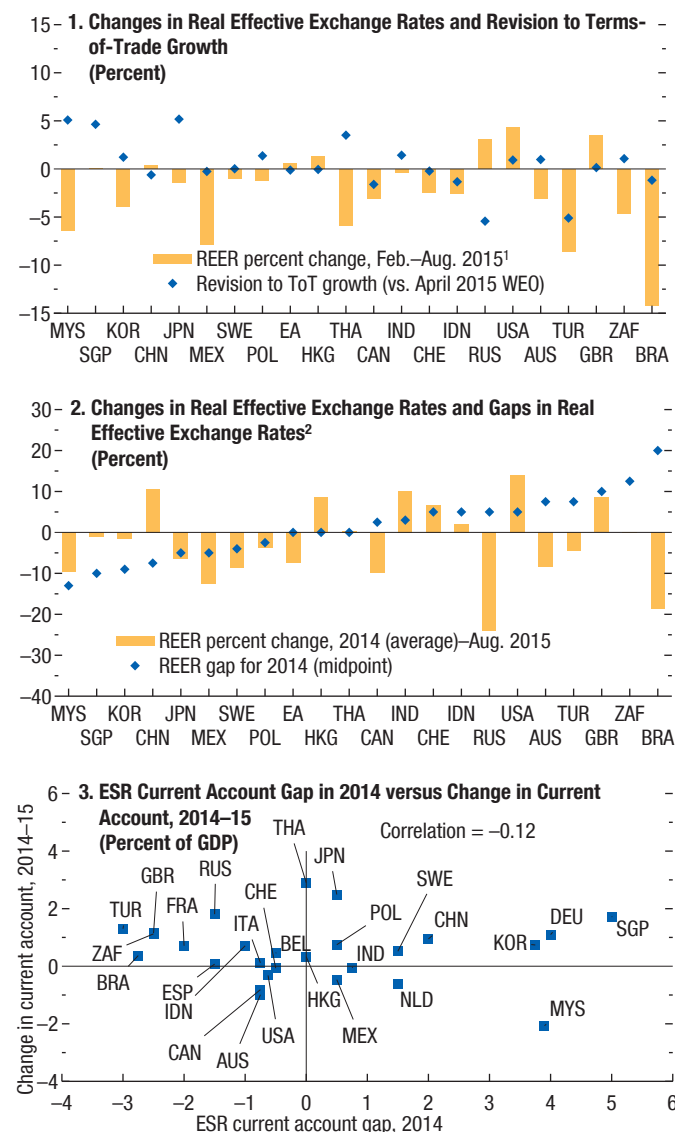 1. Changes in Real Effective Exchange Rates and Revision to Terms-
of-Trade Growth
(Percent)
15
10
5
0
–5
–10
–15
REER percent change, Feb.–Aug. 2015¹
Revision to ToT growth (vs. April 2015 WEO)
MYS KOR JPN SWE EA THA IND IDN USA TUR ZAF
SGP CHN MEX POL HKG CAN CHE RUS AUS GBR BRA
2. Changes in Real Effective Exchange Rates and Gaps in Real
Effective Exchange Rates²
(Percent)
30
20
10
0
–10
–20
–30
–40
REER percent change, 2014 (average)–Aug. 2015
REER gap for 2014 (midpoint)
MYS KOR JPN SWE EA THA IND IDN USA TUR ZAF
SGP CHN MEX POL HKG CAN CHE RUS AUS GBR BRA
3. ESR Current Account Gap in 2014 versus Change in Current
Account, 2014–15
(Percent of GDP)
Correlation = –0.12
Change in current account, 2014–15
6
4
2
0
–2
–4
THA
JPN
RUS
GBR
SWE
CHE
TUR
FRA
ITA
POL
CHN
DEU
SGP
KOR
ZAF
BEL
IND
BRA
ESP
IDN
HKG
NLD
MYS
CAN
USA
MEX
AUS
–4 –3 –2 –1 0 1 2 3 4 5 6
ESR current account gap, 2014